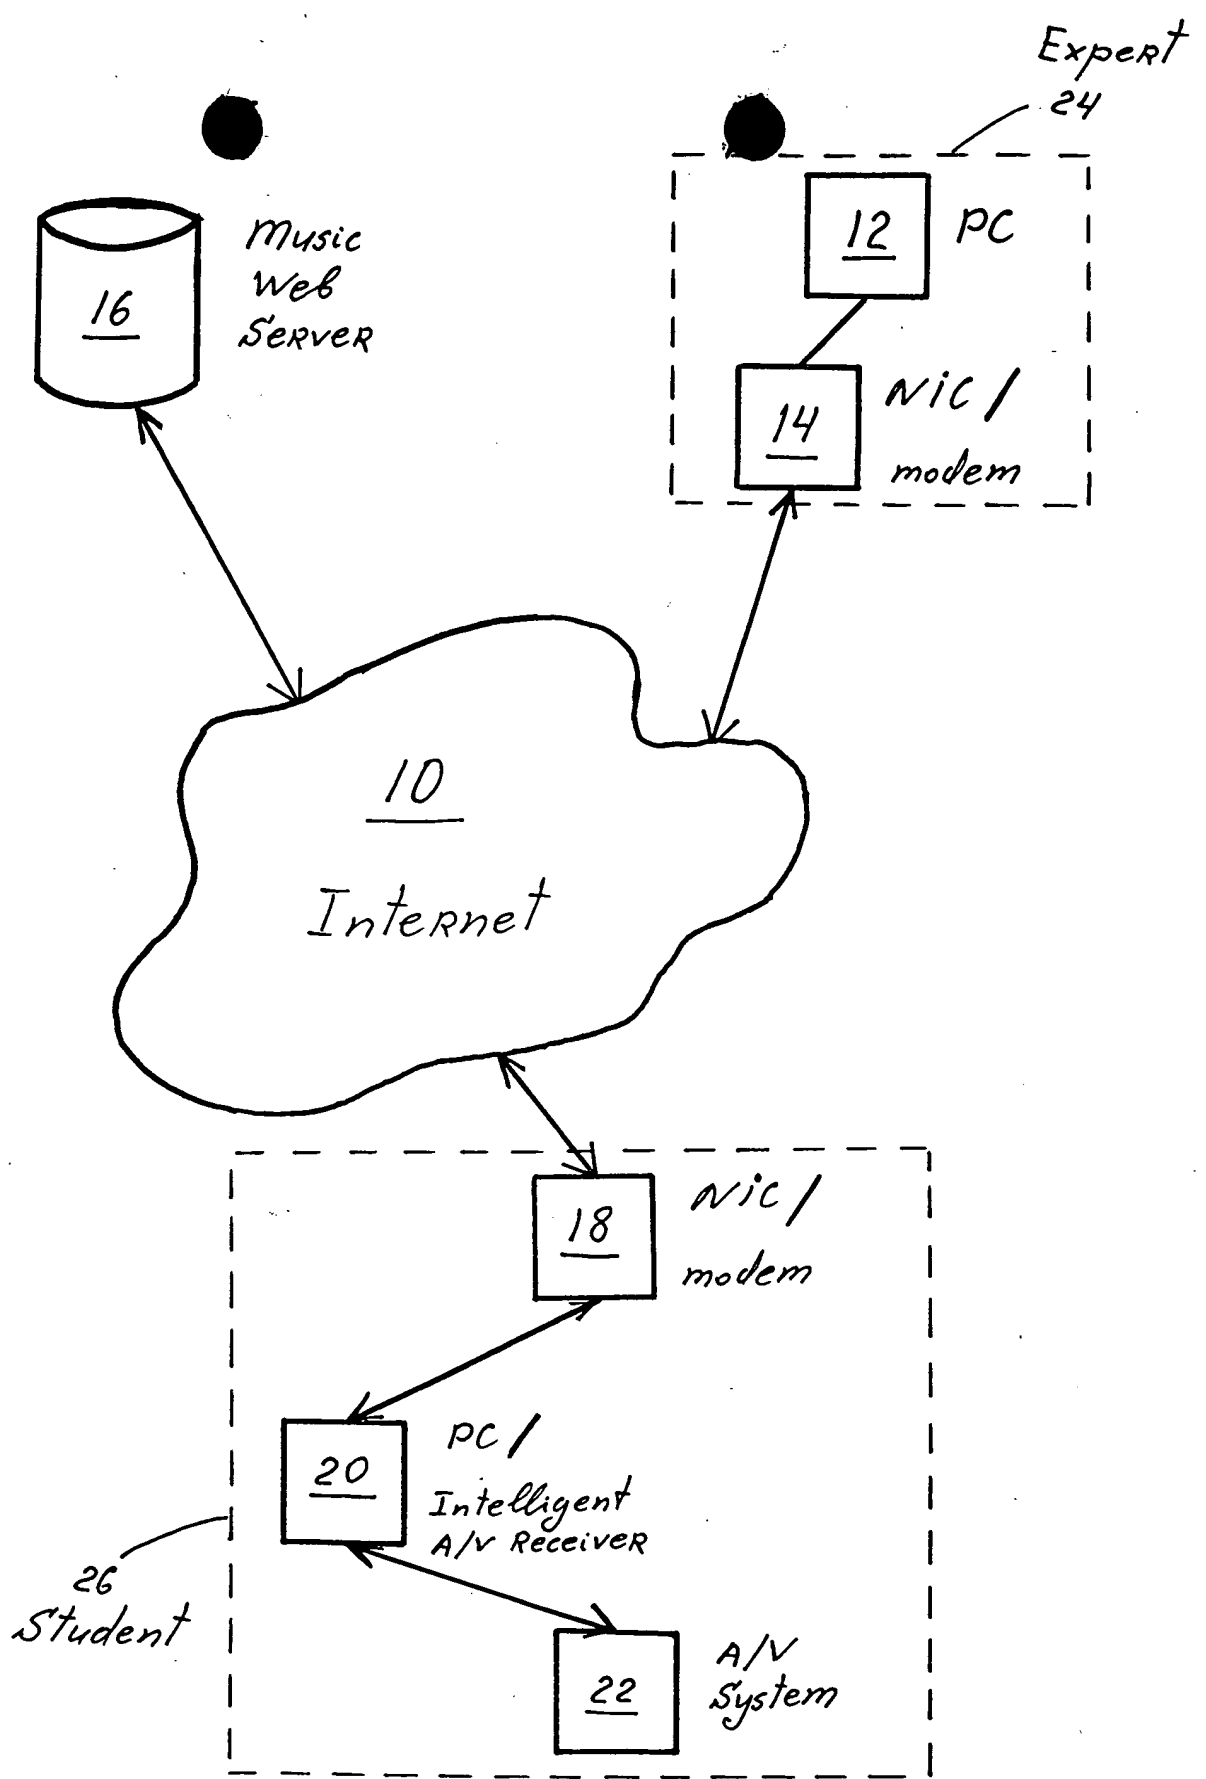 Expert
24
12
PC
Music
Web
Server
16
14
NiC/
modem
10
Internet
18
NiC/
modem
20
PC/
Intelligent
A/V Receiver
26
Student
22
A/V
System